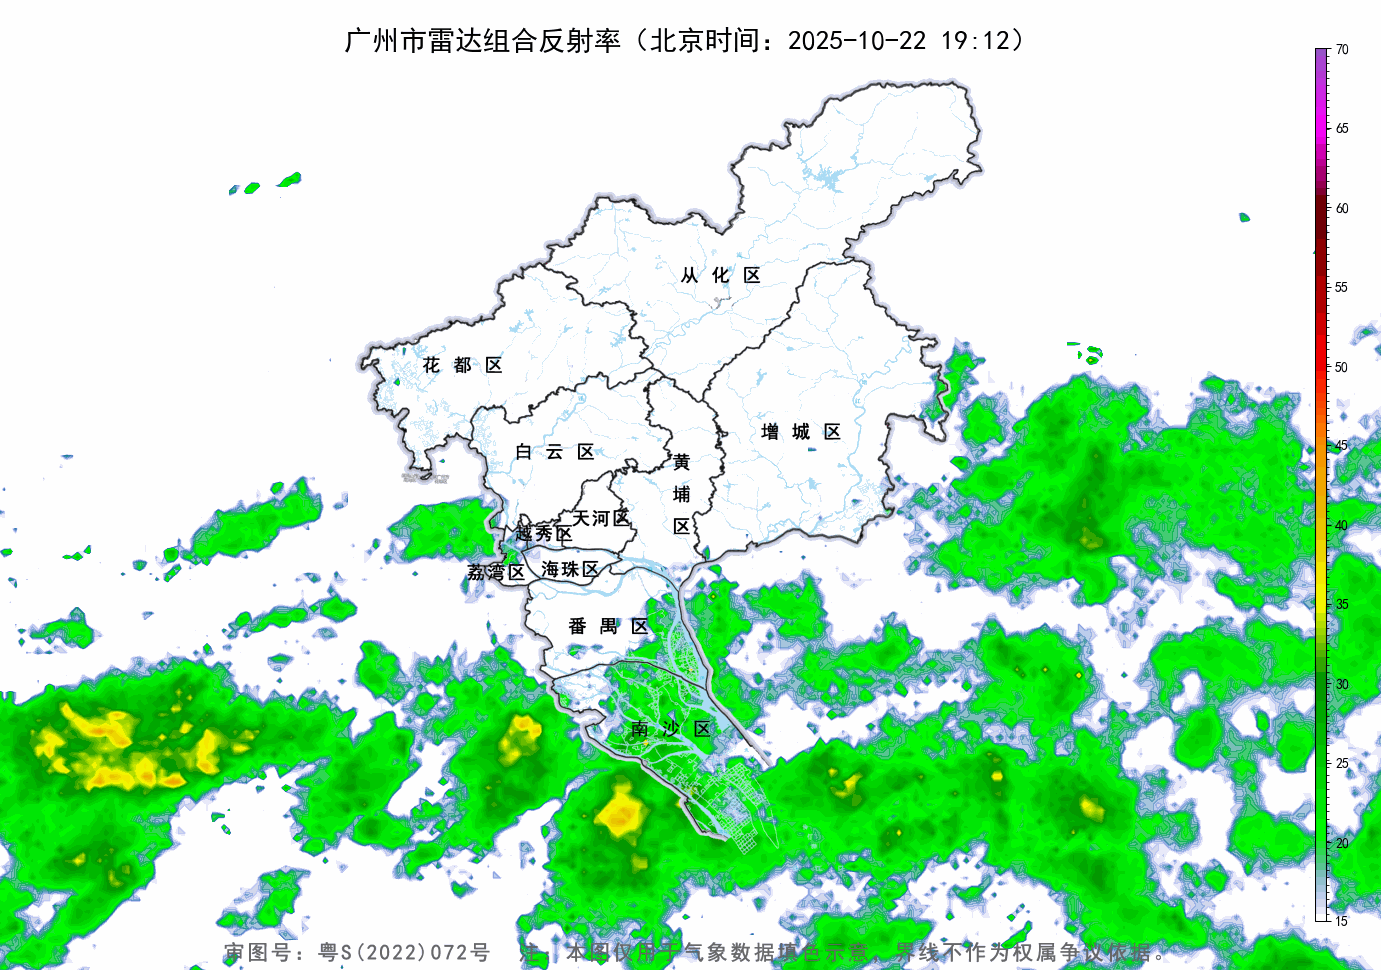 广州市雷达组合反射率（北京时间：2025-10-22 19:12）
70
65
60
55
50
45
40
35
30
25
20
15
从化区
花都区
增城区
白云区
黄埔区
天河区
越秀区
荔湾区
海珠区
番禺区
南沙区
审图号：粤S(2022)072号 注：本图仅用于气象数据填色示意，界线不作为权属争议依据。